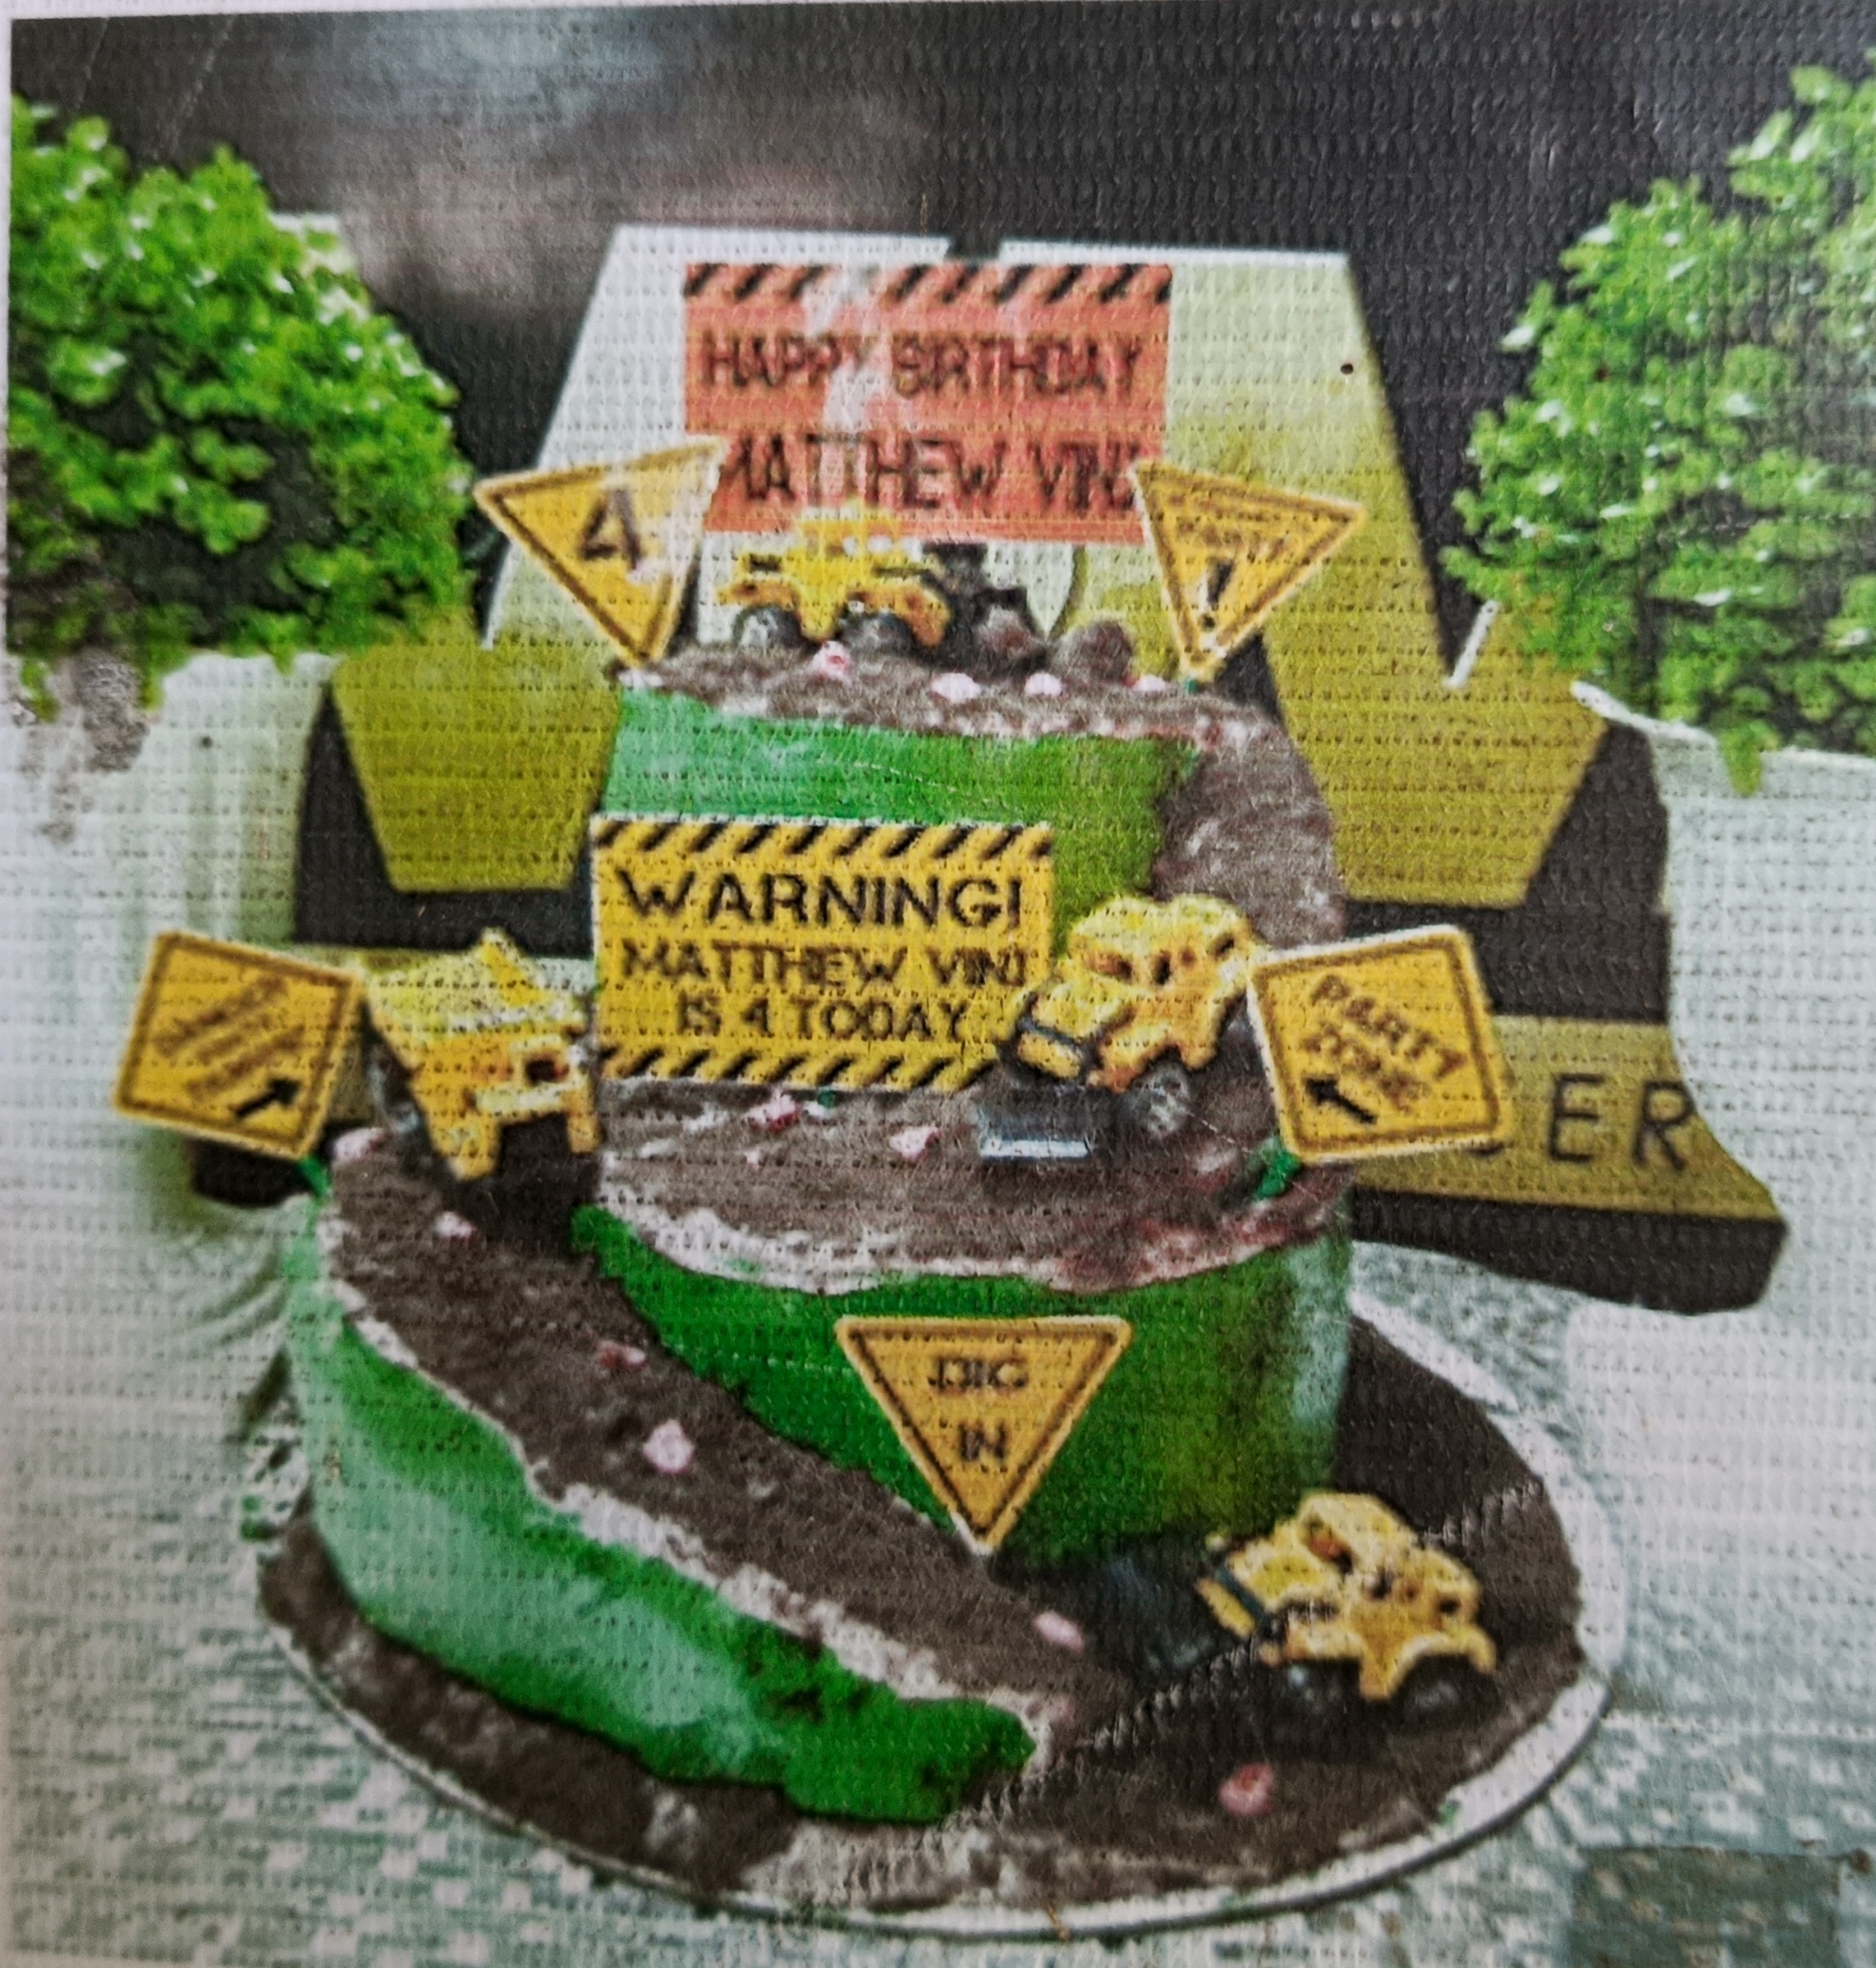 HAPPY BIRTHDAY
MATTHEW VINI
4
!
WARNING!
MATTHEW VINI
IS 4 TODAY
PARTY
ZONE
ER
DIG
IN